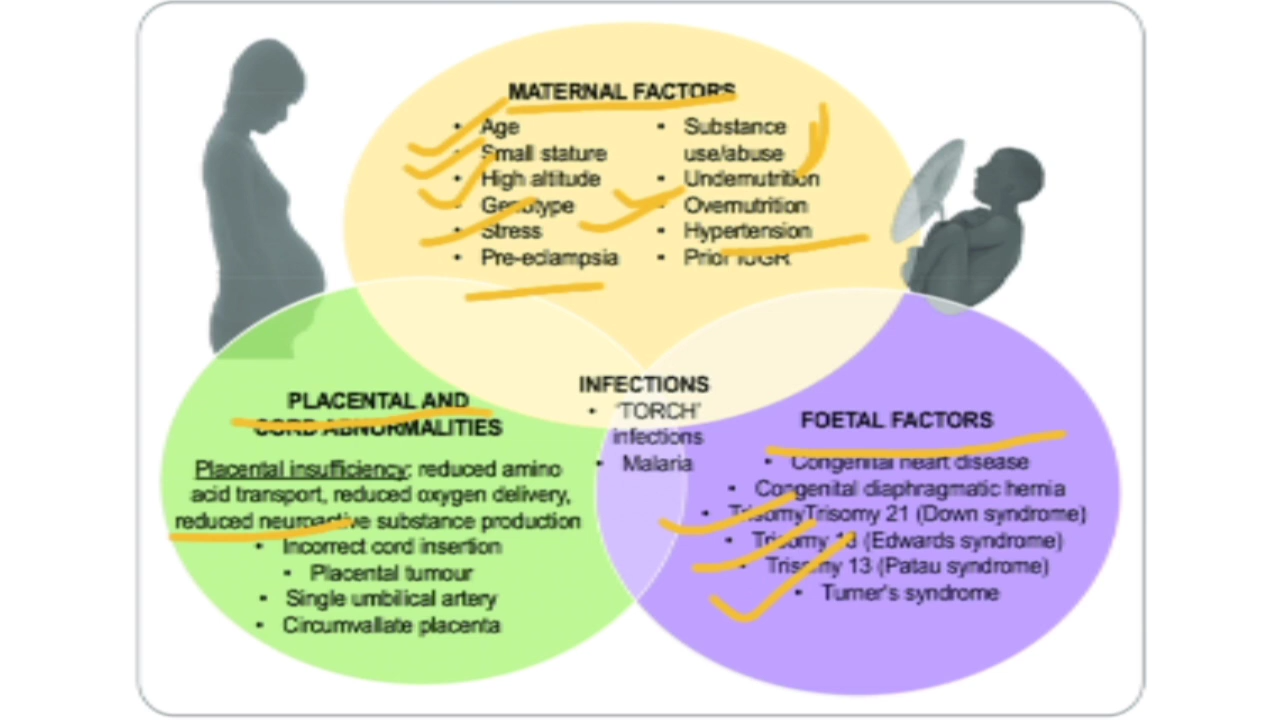 MATERNAL FACTORS
• Age
• Small stature
• High altitude
• Genotype
• Stress
• Pre-eclampsia
• Substance
use/abuse
• Undernutrition
• Overnutrition
• Hypertension
• Prior IUGR
INFECTIONS
• 'TORCH'
infections
• Malaria
PLACENTAL AND
CORD ABNORMALITIES
Placental insufficiency: reduced amino
acid transport, reduced oxygen delivery,
reduced neuroactive substance production
• Incorrect cord insertion
• Placental tumour
• Single umbilical artery
• Circumvallate placenta
FOETAL FACTORS
• Congenital heart disease
• Congenital diaphragmatic hernia
• TrisomyTrisomy 21 (Down syndrome)
• Trisomy 18 (Edwards syndrome)
• Trisomy 13 (Patau syndrome)
• Turner's syndrome